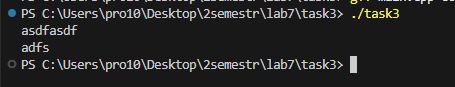 PS C:\Users\pro10\Desktop\2semestr\lab7\task3> ./task3
asdfasdf
adfs
PS C:\Users\pro10\Desktop\2semestr\lab7\task3>